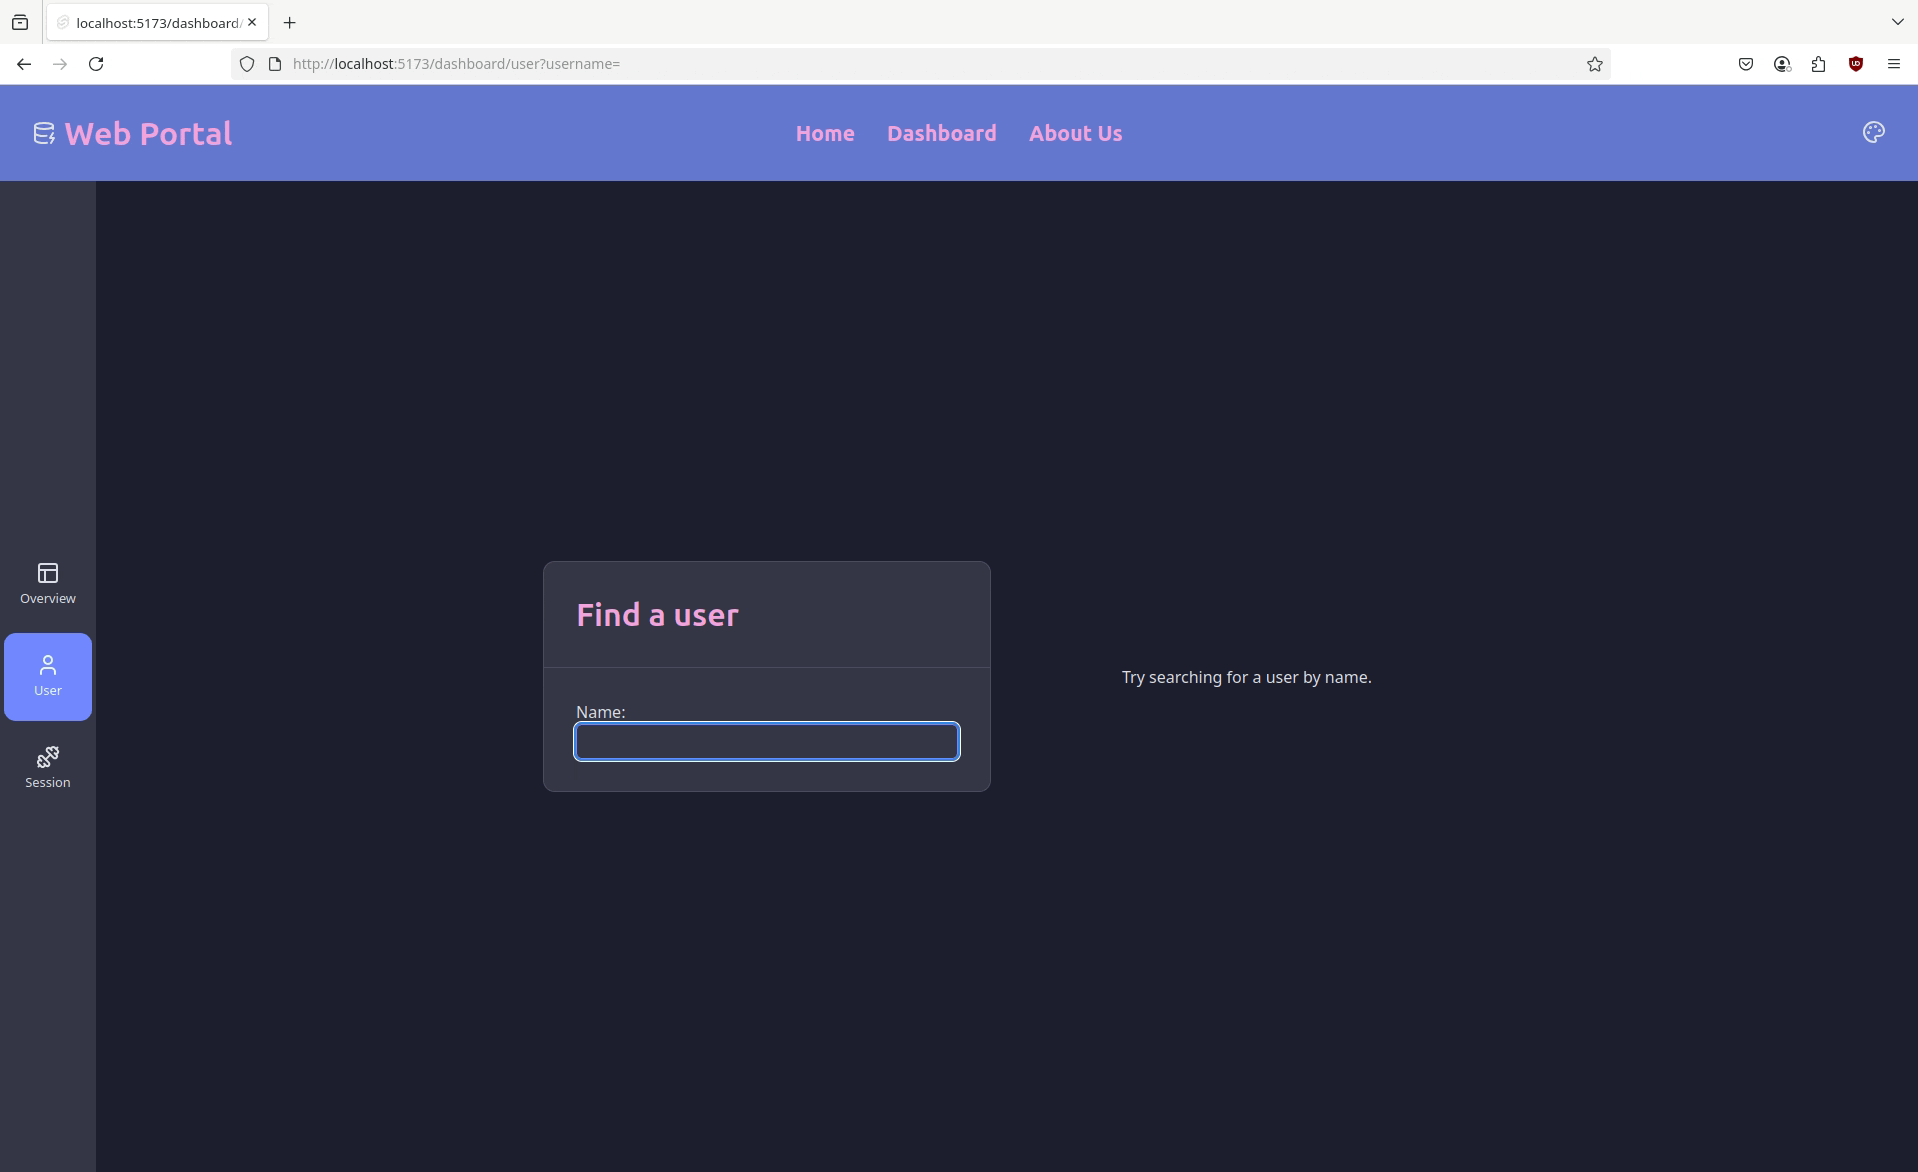 localhost:5173/dashboard/
http://localhost:5173/dashboard/user?username=
Web Portal
Home
Dashboard
About Us
Overview
User
Session
Find a user
Name:
Try searching for a user by name.